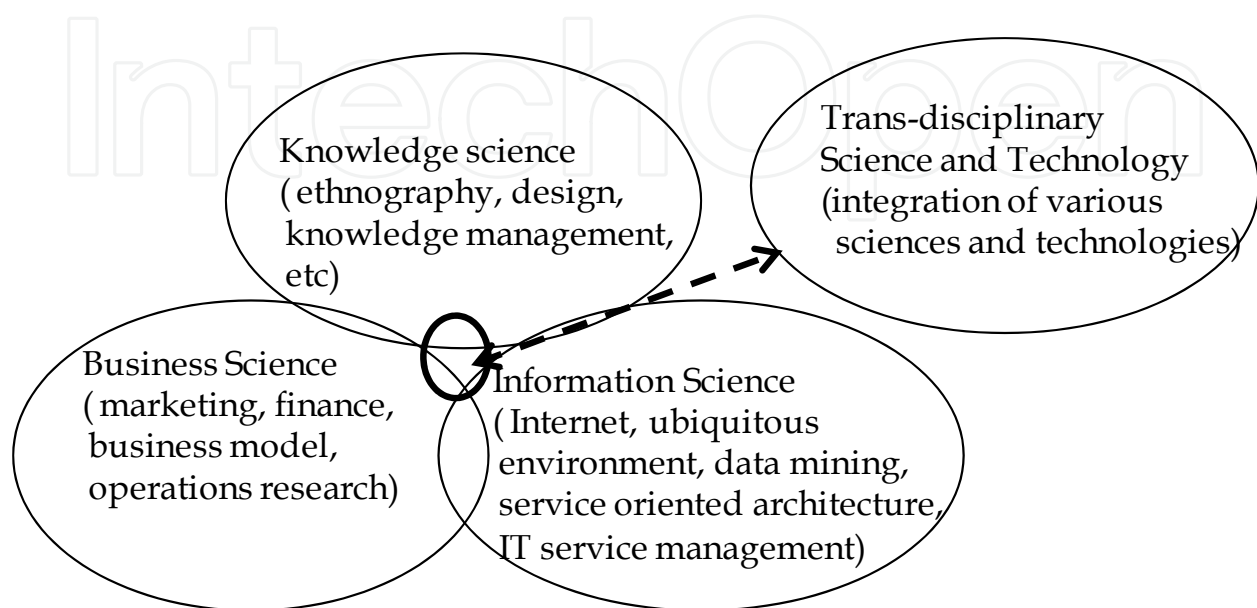 IntechOpen
Knowledge science
(ethnography, design,
knowledge management,
etc)
Trans-disciplinary
Science and Technology
(integration of various
sciences and technologies)
Business Science
(marketing, finance,
business model,
operations research)
Information Science
(Internet, ubiquitous
environment, data mining,
service oriented architecture,
IT service management)